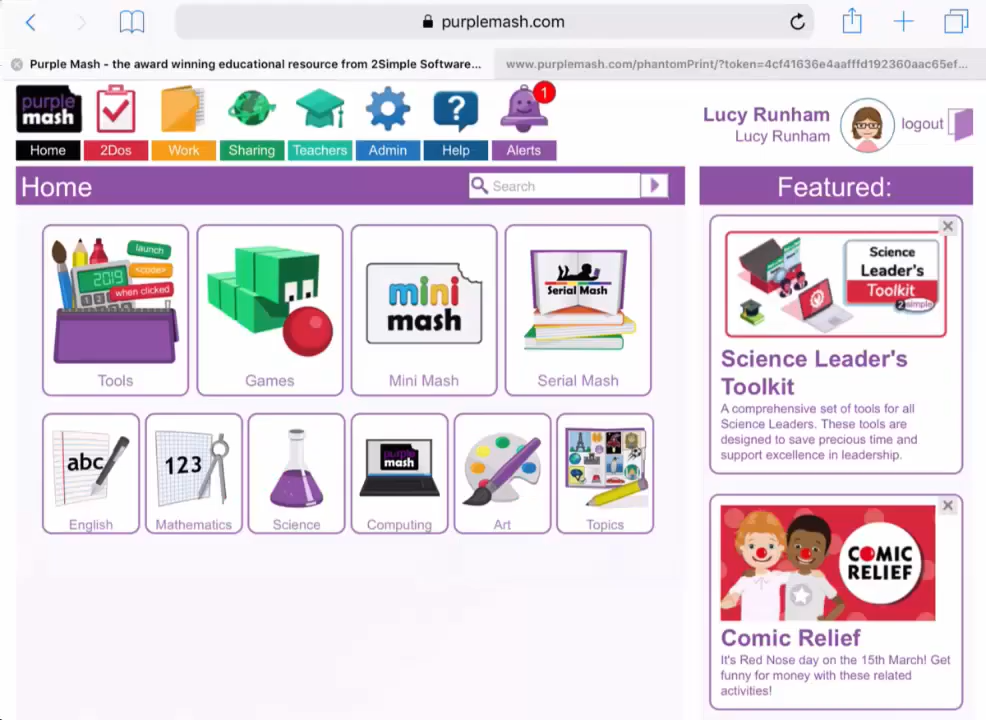 purplemash.com
Purple Mash - the award winning educational resource from 2Simple Software...
www.purplemash.com/phantomPrint/?token=4cf41636e4aafffd192360aac65ef...
purple
mash
1
Home
2Dos
Work
Sharing
Teachers
Admin
Help
Alerts
Lucy Runham
Lucy Runham
logout
Home
Search
Featured:
launch
2019
<code>
when clicked
Tools
Games
mini
mash
Mini Mash
Serial Mash
Serial Mash
abc
English
123
Mathematics
Science
purple
mash
Computing
Art
Topics
Science
Leader's
Toolkit
2simple
Science Leader's
Toolkit
A comprehensive set of tools for all
Science Leaders. These tools are
designed to save precious time and
support excellence in leadership.
COMIC
RELIEF
Comic Relief
It's Red Nose day on the 15th March! Get
funny for money with these related
activities!